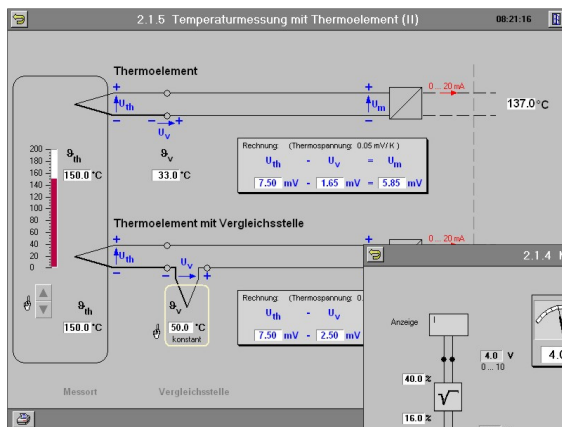 2.1.5 Temperaturmessung mit Thermoelement (II)
08:21:16
Thermoelement
+ + 0 ... 20 mA
Uth Um 137.0 °C
- - + -
Uv
200
180
160
140
120
100
80
60
40
20
0
ϑth ϑv
150.0 °C 33.0 °C
Rechnung: (Thermospannung: 0.05 mV/K )
Uth - Uv = Um
7.50 mV - 1.65 mV = 5.85 mV
Thermoelement mit Vergleichsstelle
+ + 0 ... 20 mA
Uth Uv
- - +
ϑth ϑv
150.0 °C 50.0 °C
konstant
Rechnung: (Thermospannung: 0.
Uth - Uv
7.50 mV - 2.50 mV
Messort Vergleichsstelle
2.1.4
Anzeige I
4.0 V
0 ... 10
4.
40.0 %
√
16.0 %